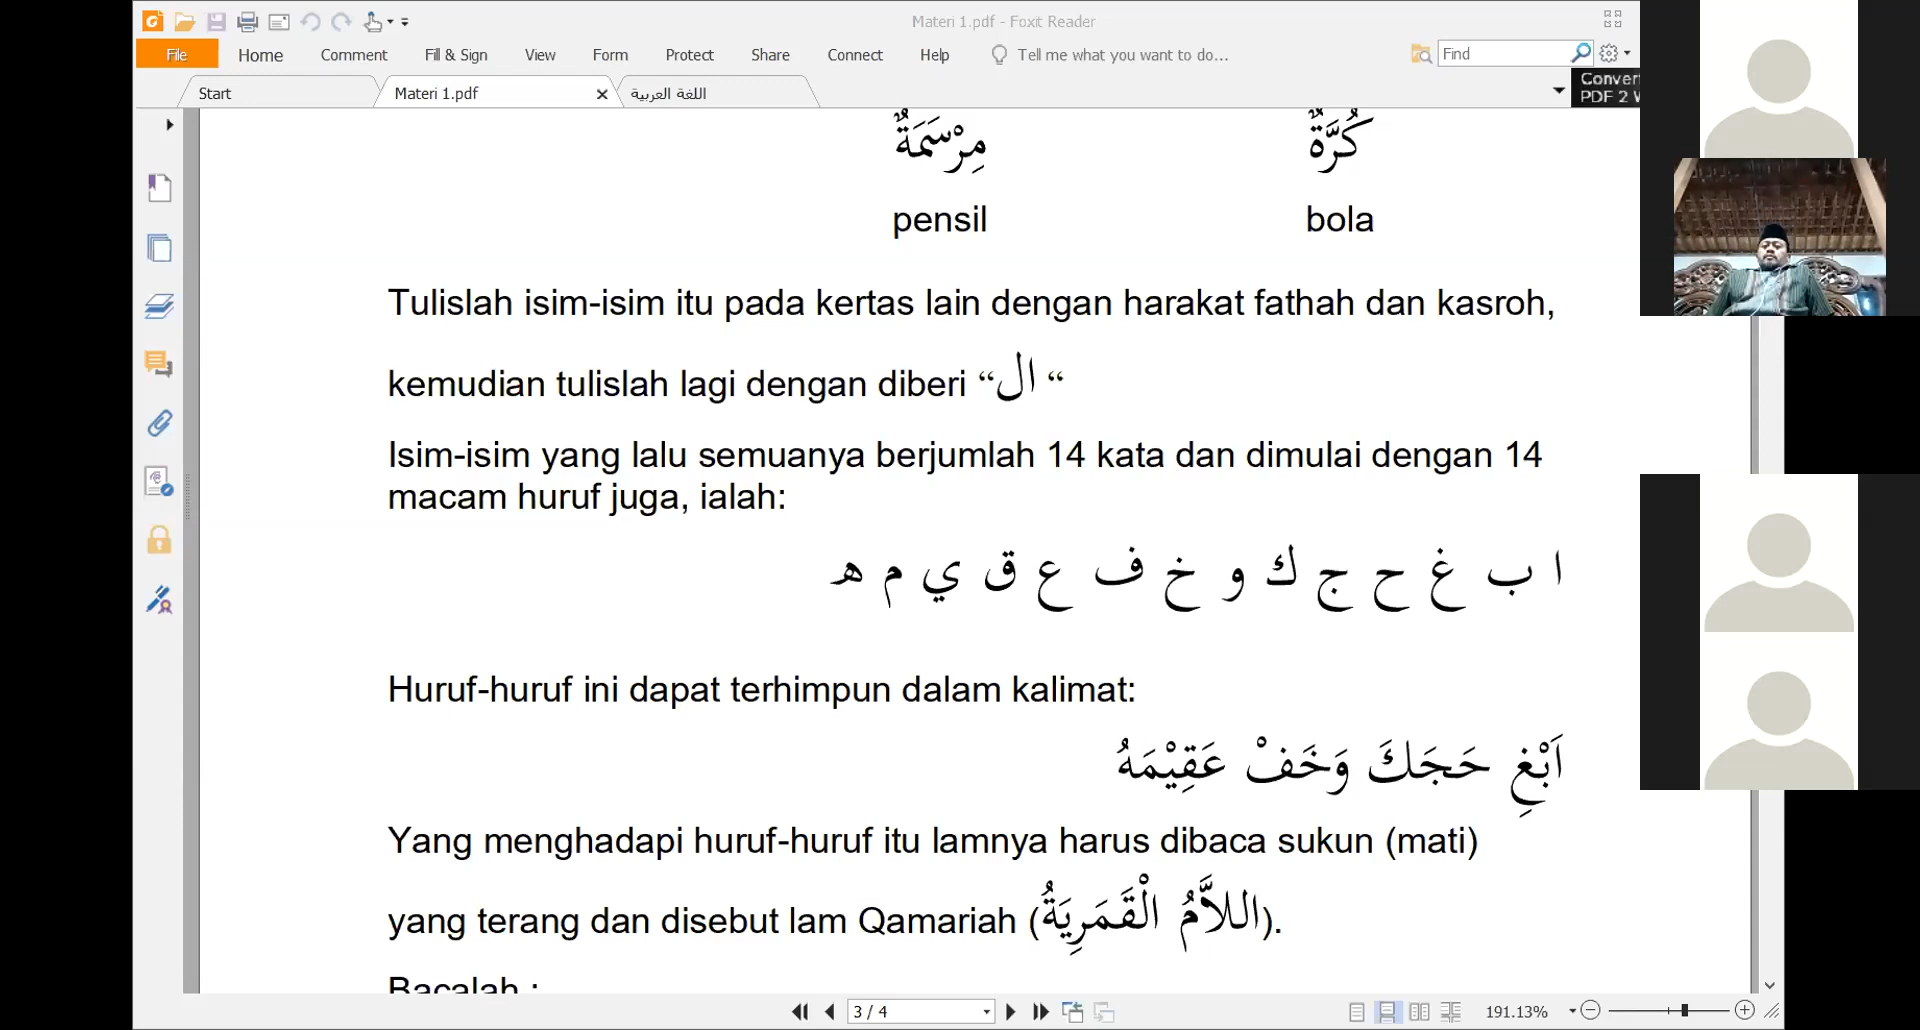 Materi 1.pdf - Foxit Reader
File Home Comment Fill & Sign View Form Protect Share Connect Help Tell me what you want to do... Find
Start Materi 1.pdf اللغة العربية
Conver
PDF 2 W
مِرْسَمَةٌ كُرَّةٌ
pensil bola
Tulislah isim-isim itu pada kertas lain dengan harakat fathah dan kasroh,
kemudian tulislah lagi dengan diberi “ال “
Isim-isim yang lalu semuanya berjumlah 14 kata dan dimulai dengan 14
macam huruf juga, ialah:
ا ب غ ح ج ك و خ ف ع ق ي م ه
Huruf-huruf ini dapat terhimpun dalam kalimat:
اَبْغِ حَجَكَ وَخَفْ عَقِيْمَهُ
Yang menghadapi huruf-huruf itu lamnya harus dibaca sukun (mati)
yang terang dan disebut lam Qamariah (اللاَّمُ الْقَمَرِيَةُ).
Bacalah :
3 / 4 191.13%